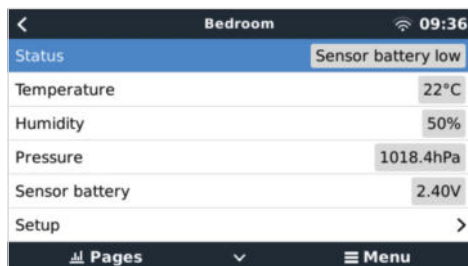 Bedroom 09:36
Status Sensor battery low
Temperature 22°C
Humidity 50%
Pressure 1018.4hPa
Sensor battery 2.40V
Setup
Pages Menu